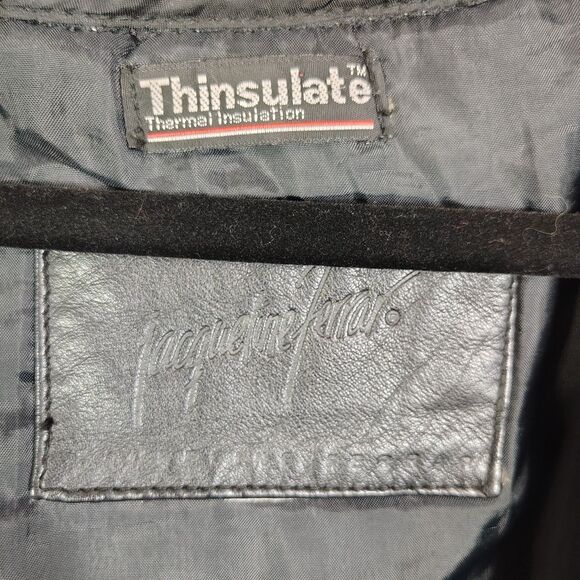 Thinsulate™
Thermal Insulation
jacqueline ferrar®